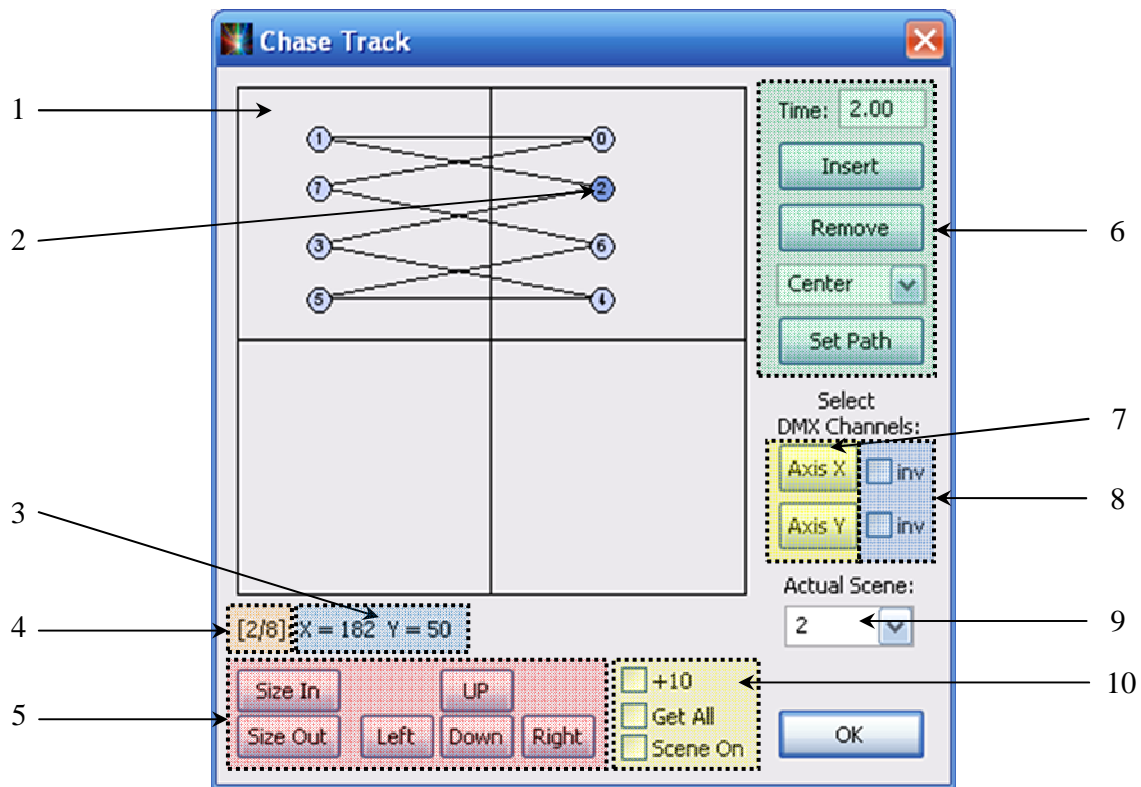 Chase Track
1
1
0
7
2
3
6
5
4
2
Time: 2.00
Insert
Remove
Center
Set Path
6
Select
DMX Channels:
Axis X inv
Axis Y inv
7
8
3
Actual Scene:
2
9
4
[2/8] X = 182 Y = 50
5
Size In UP
Size Out Left Down Right
+10
Get All
Scene On
10
OK